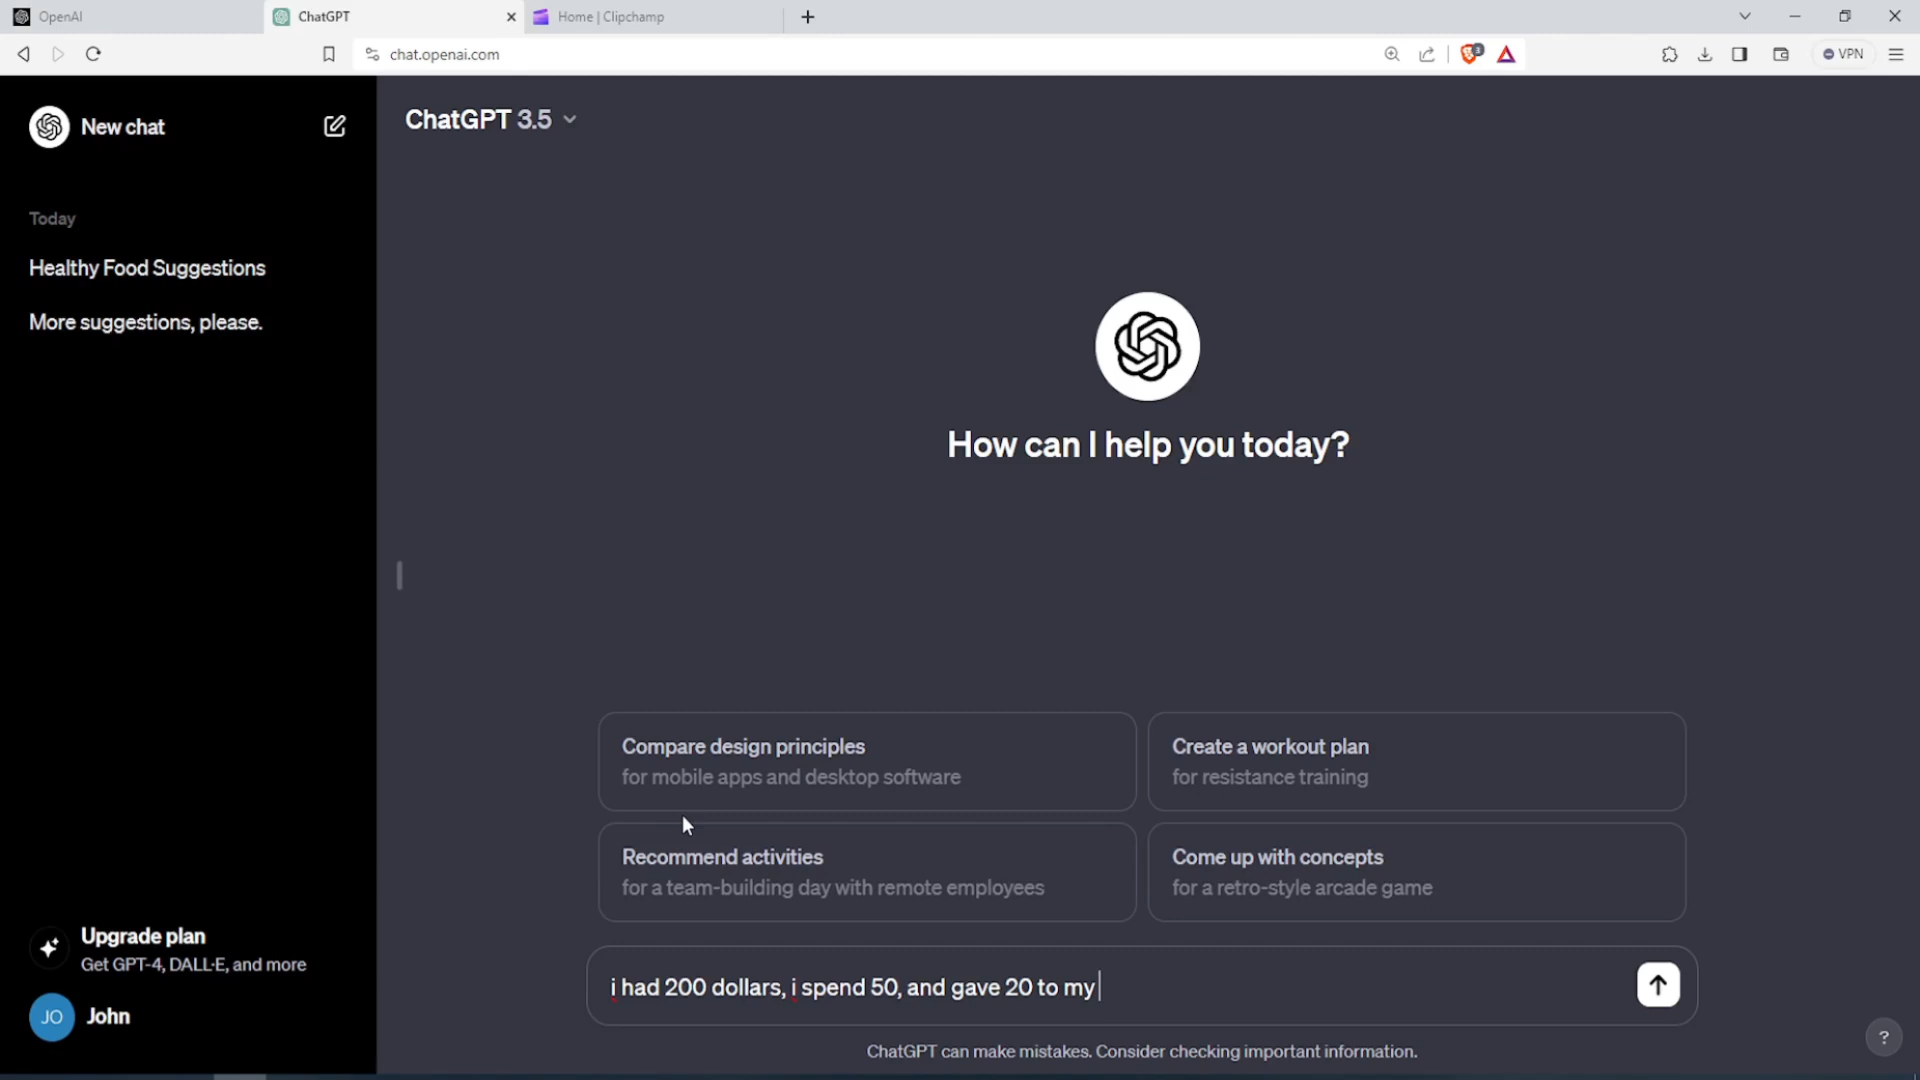 OpenAI
ChatGPT
Home | Clipchamp
chat.openai.com
3
VPN
New chat
ChatGPT 3.5
Today
Healthy Food Suggestions
More suggestions, please.
How can I help you today?
Compare design principles
for mobile apps and desktop software
Create a workout plan
for resistance training
Recommend activities
for a team-building day with remote employees
Come up with concepts
for a retro-style arcade game
Upgrade plan
Get GPT-4, DALL·E, and more
i had 200 dollars, i spend 50, and gave 20 to my
JO John
ChatGPT can make mistakes. Consider checking important information.
?